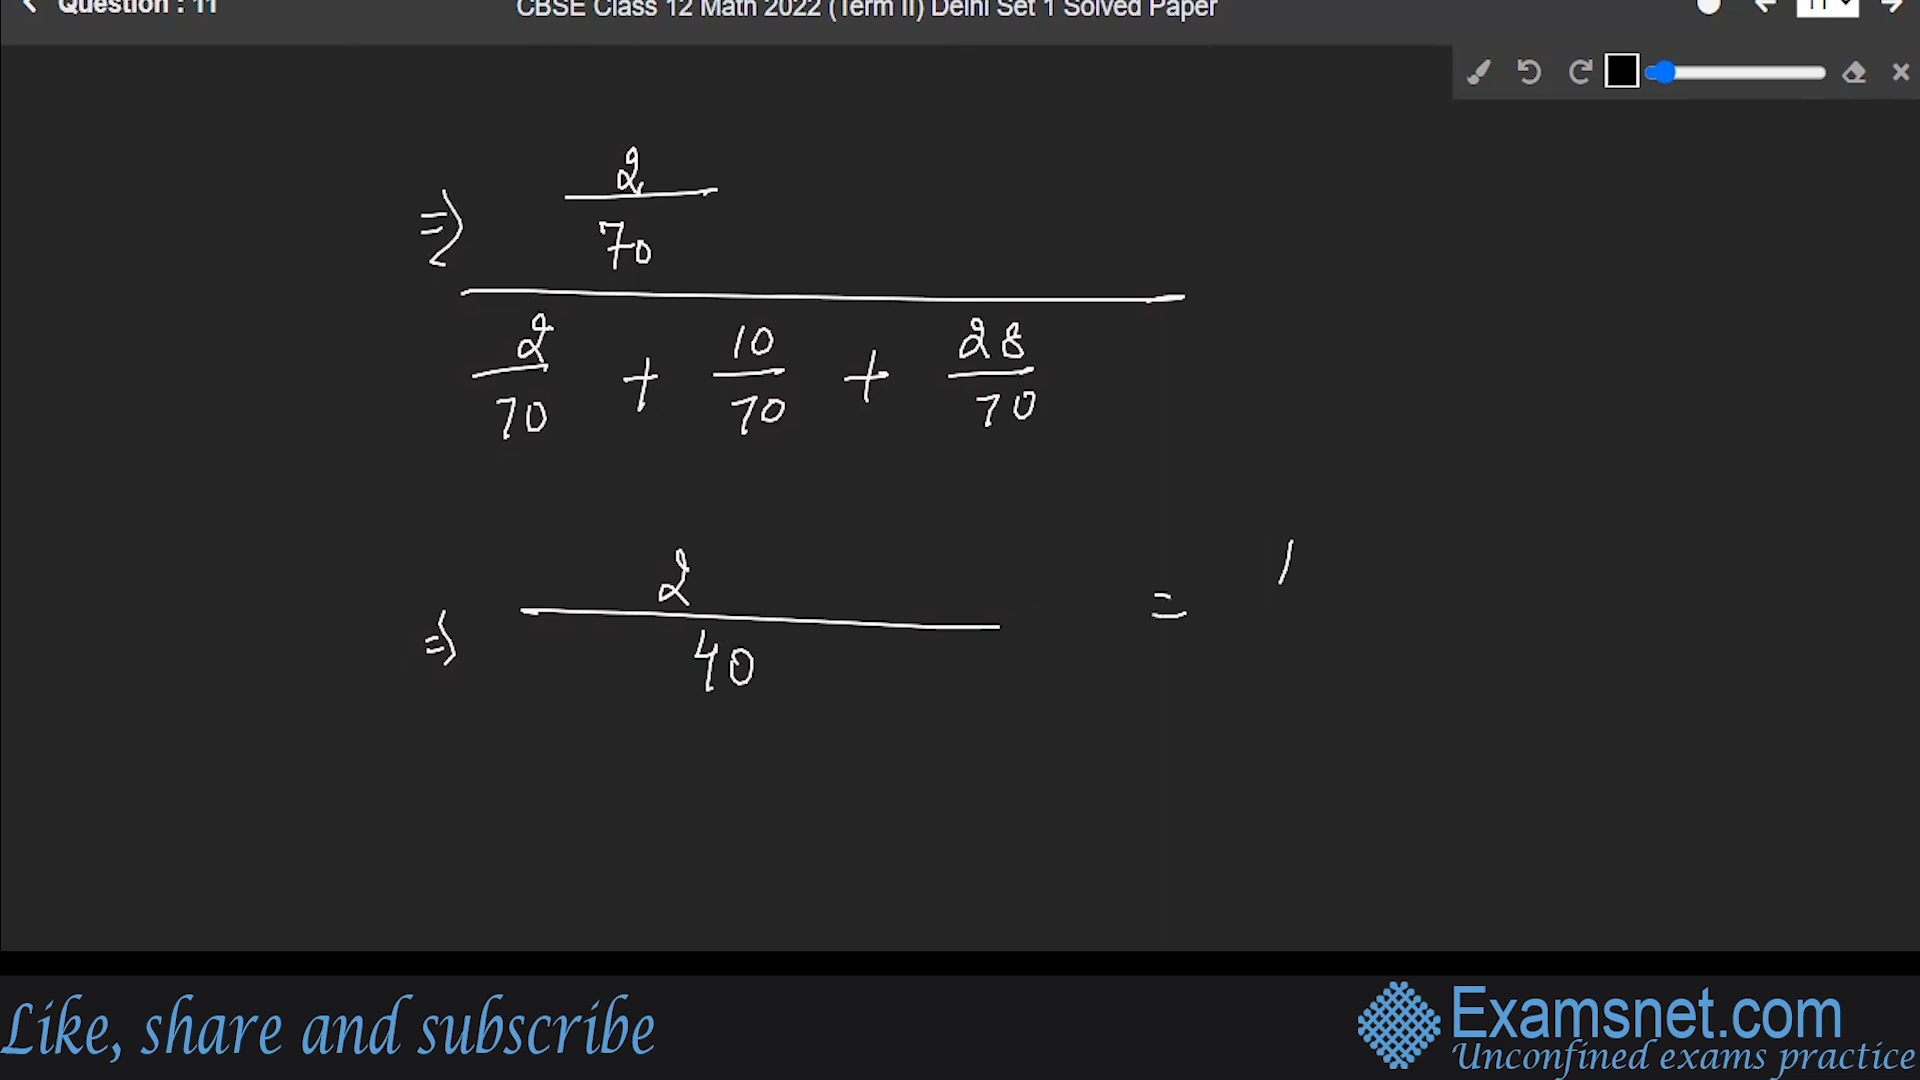 Question : 11
CBSE Class 12 Math 2022 (Term II) Delhi Set 1 Solved Paper
11
=> 2
70
2 10 28
70 + 70 + 70
=> 2 = 1
40
Like, share and subscribe
Examsnet.com
Unconfined exams practice